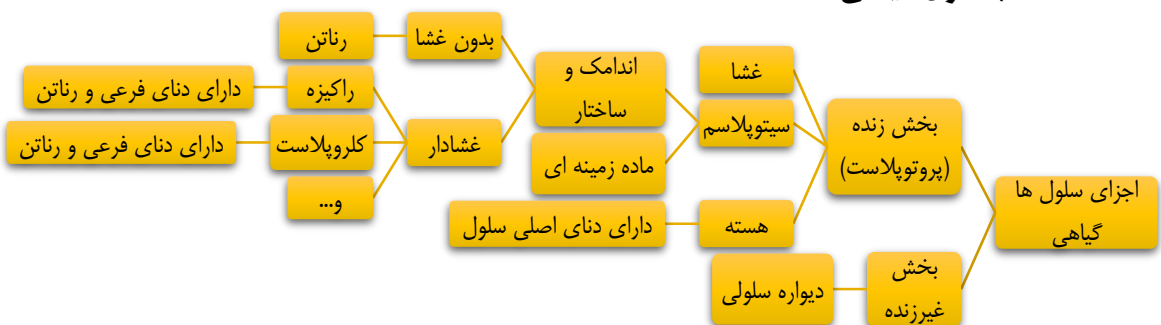 اجزای سلول ها
گیاهی
بخش زنده
(پروتوپلاست)
غشا
سیتوپلاسم
اندامک و
ساختار
بدون غشا
رناتن
غشادار
راکیزه
دارای دنای فرعی و رناتن
کلروپلاست
دارای دنای فرعی و رناتن
و...
ماده زمینه ای
هسته
دارای دنای اصلی سلول
بخش
غیرزنده
دیواره سلولی